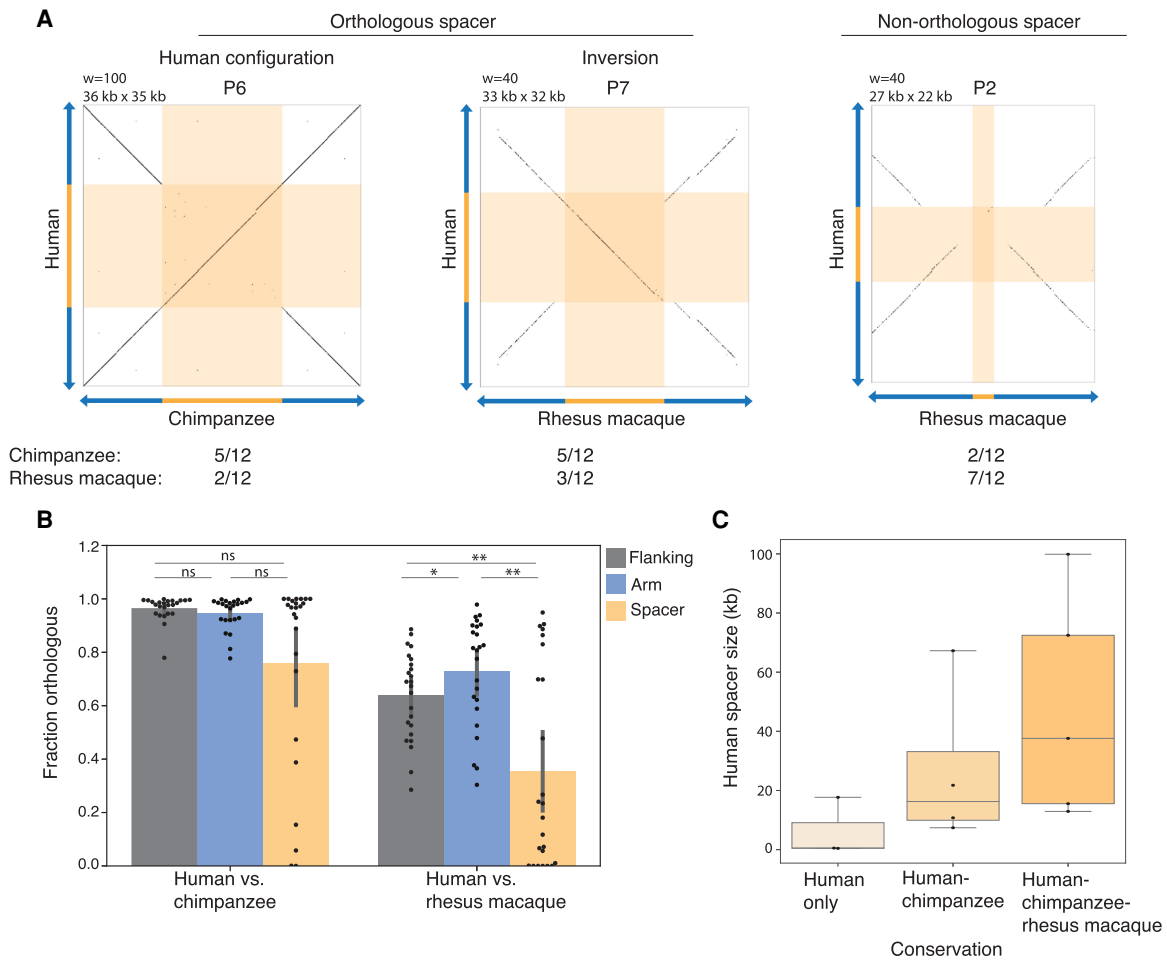 A
Orthologous spacer
Non-orthologous spacer
Human configuration
Inversion
w=100
36 kb x 35 kb
P6
w=40
33 kb x 32 kb
P7
w=40
27 kb x 22 kb
P2
Human
Human
Human
Chimpanzee
Rhesus macaque
Rhesus macaque
Chimpanzee: 5/12 5/12 2/12
Rhesus macaque: 2/12 3/12 7/12
B
Fraction orthologous
1.2
1.0
0.8
0.6
0.4
0.2
0.0
ns
ns
ns
**
*
**
Flanking
Arm
Spacer
Human vs.
chimpanzee
Human vs.
rhesus macaque
C
Human spacer size (kb)
100
80
60
40
20
0
Human
only
Human-
chimpanzee
Human-
chimpanzee-
rhesus macaque
Conservation